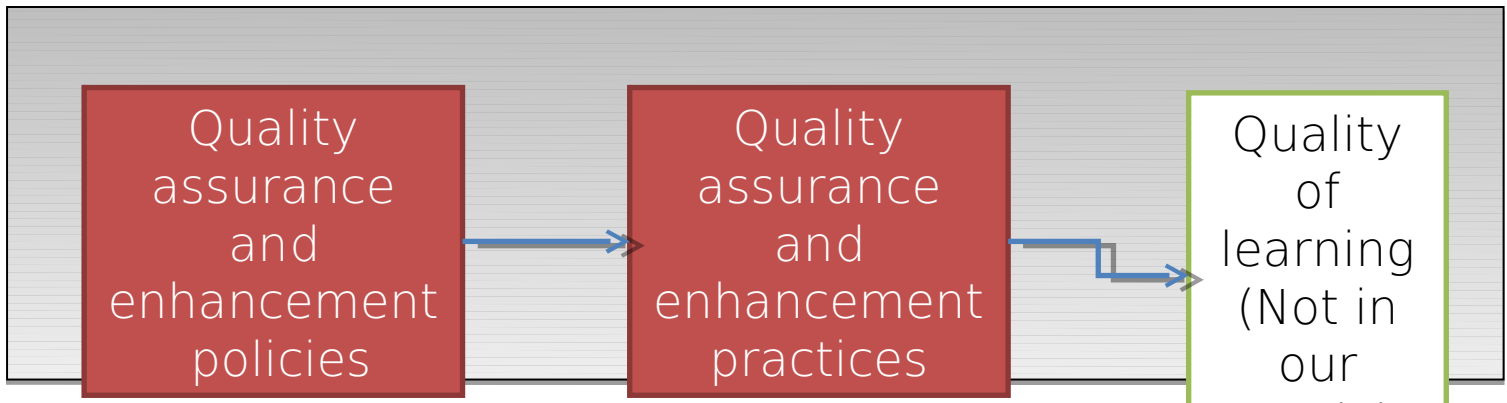 Quality
assurance
and
enhancement
policies
Quality
assurance
and
enhancement
practices
Quality
of
learning
(Not in
our